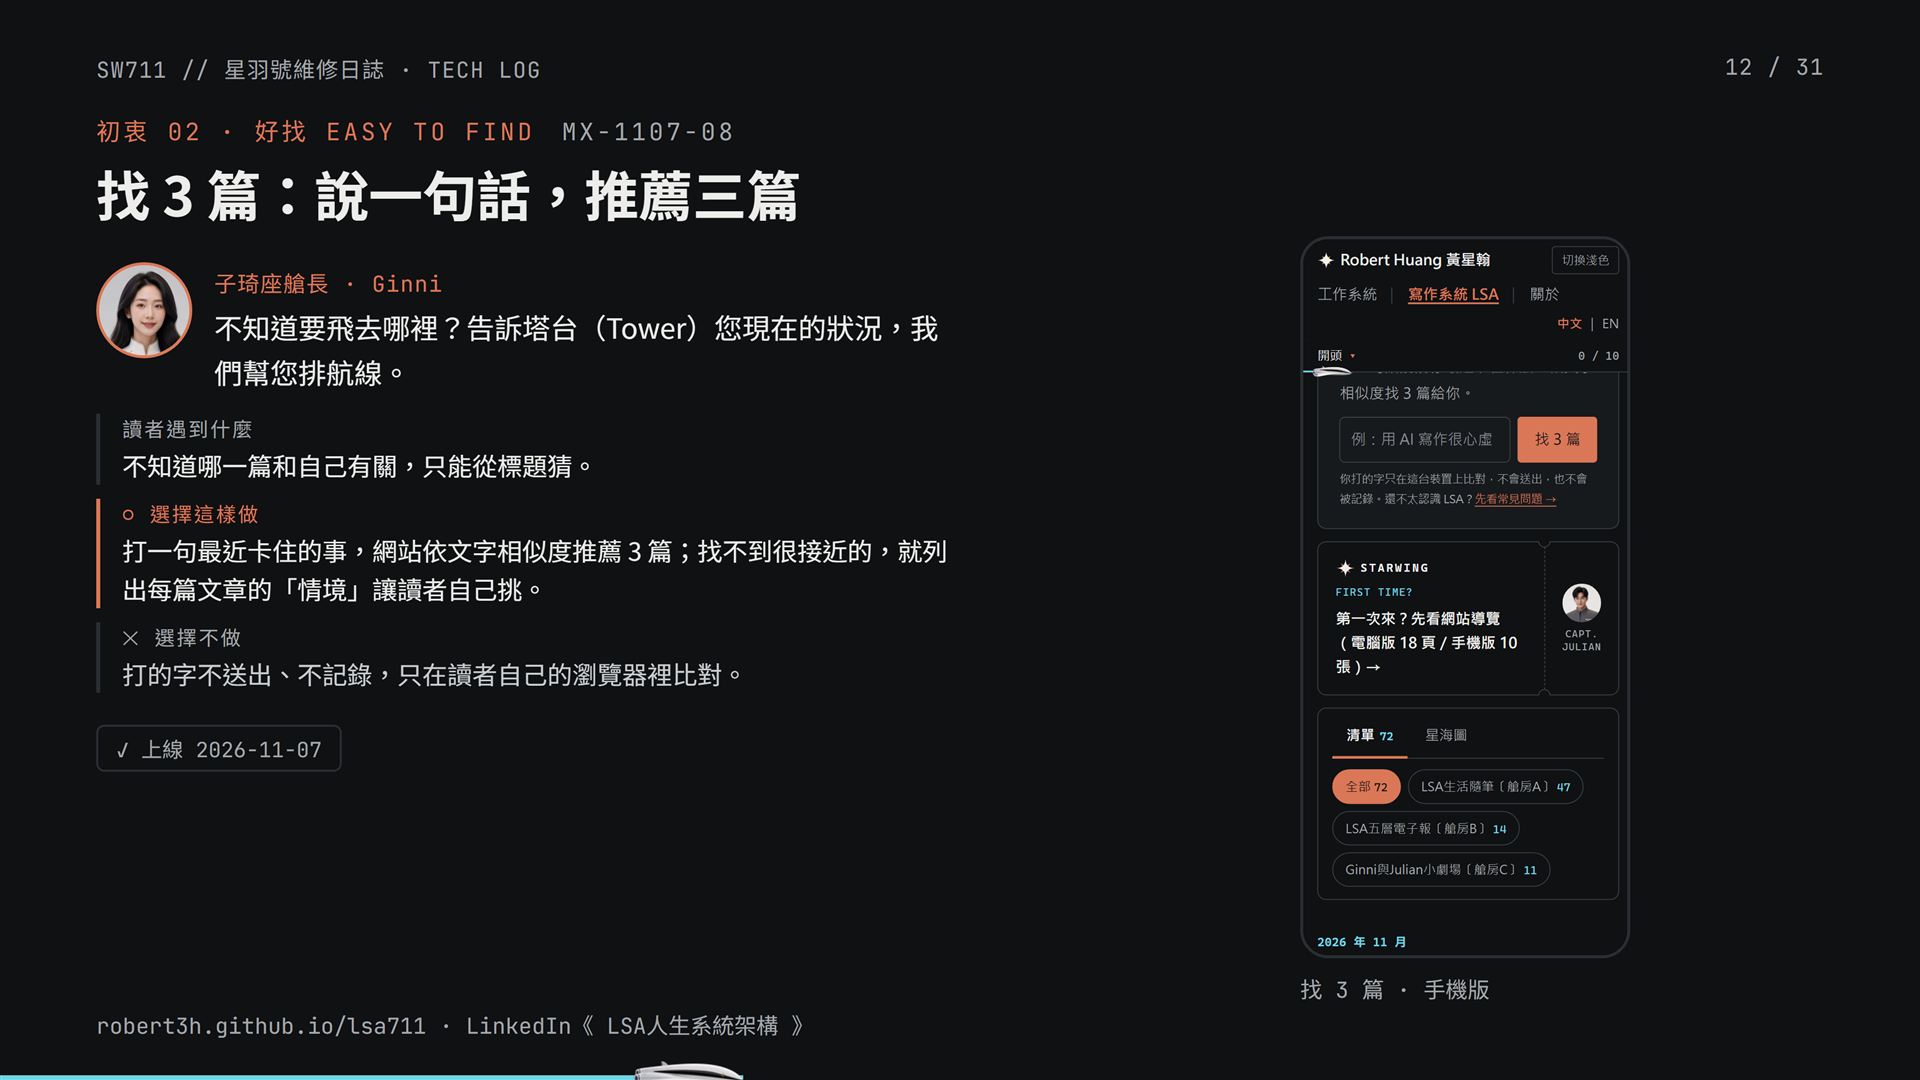 SW711 // 星羽號維修日誌 · TECH LOG
12 / 31
初衷 02 · 好找 EASY TO FIND MX-1107-08
找 3 篇：說一句話，推薦三篇
子琦座艙長 · Ginni
不知道要飛去哪裡？告訴塔台（Tower）您現在的狀況，我
們幫您排航線。
讀者遇到什麼
不知道哪一篇和自己有關，只能從標題猜。
○ 選擇這樣做
打一句最近卡住的事，網站依文字相似度推薦 3 篇；找不到很接近的，就列
出每篇文章的「情境」讓讀者自己挑。
× 選擇不做
打的字不送出、不記錄，只在讀者自己的瀏覽器裡比對。
✓ 上線 2026-11-07
Robert Huang 黃星翰
切換淺色
工作系統 | 寫作系統 LSA | 關於
中文 | EN
開頭 ▾
0 / 10
相似度找 3 篇給你。
例：用 AI 寫作很心虛
找 3 篇
你打的字只在這台裝置上比對，不會送出，也不會
被記錄。還不太認識 LSA？先看常見問題 →
STARWING
FIRST TIME?
第一次來？先看網站導覽
（電腦版 18 頁 / 手機版 10
張）→
CAPT.
JULIAN
清單 72
星海圖
全部 72
LSA生活隨筆〔艙房A〕 47
LSA五層電子報〔艙房B〕 14
Ginni與Julian小劇場〔艙房C〕 11
2026 年 11 月
找 3 篇 · 手機版
robert3h.github.io/lsa711 · LinkedIn《 LSA人生系統架構 》